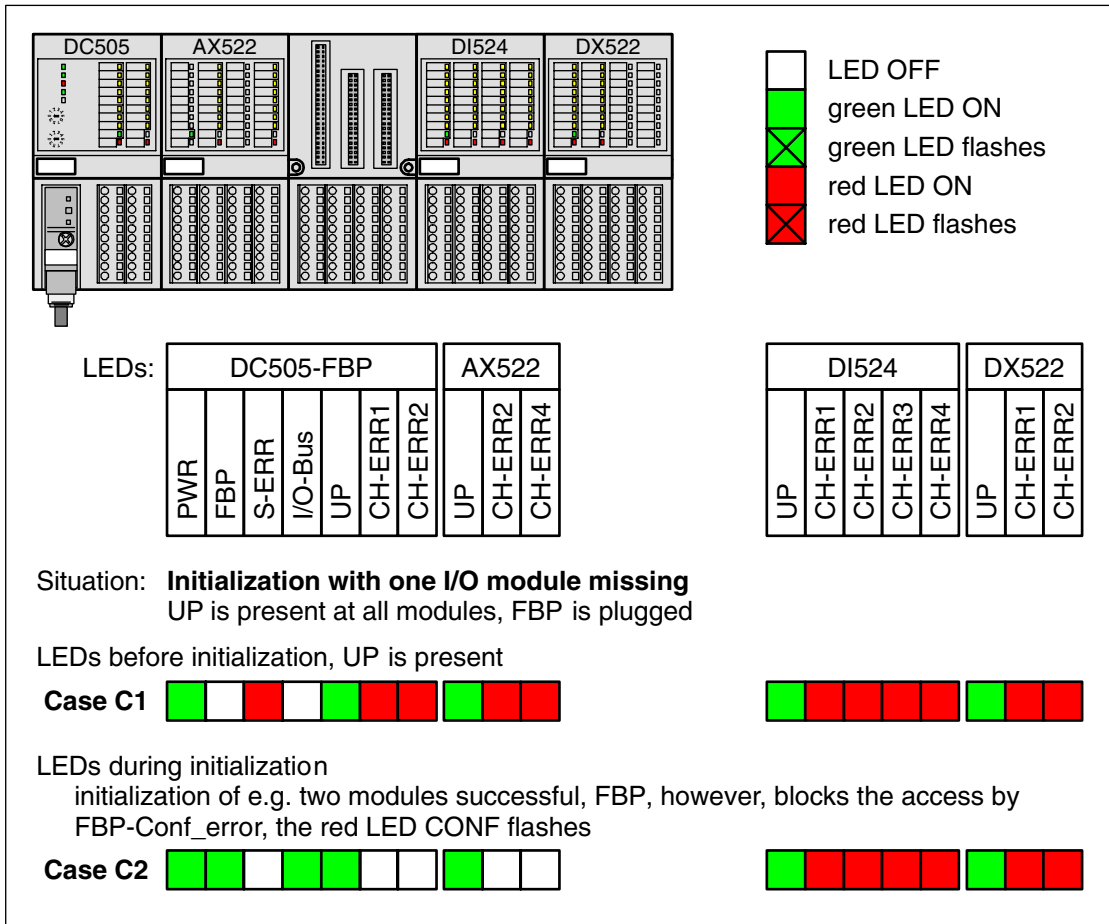 DC505 AX522 DI524 DX522
LED OFF
green LED ON
green LED flashes
red LED ON
red LED flashes
LEDs: DC505-FBP AX522 DI524 DX522
PWR FBP S-ERR I/O-Bus UP CH-ERR1 CH-ERR2 UP CH-ERR2 CH-ERR4 UP CH-ERR1 CH-ERR2 CH-ERR3 CH-ERR4 UP CH-ERR1 CH-ERR2
Situation: Initialization with one I/O module missing
UP is present at all modules, FBP is plugged
LEDs before initialization, UP is present
Case C1
LEDs during initialization
initialization of e.g. two modules successful, FBP, however, blocks the access by
FBP-Conf_error, the red LED CONF flashes
Case C2